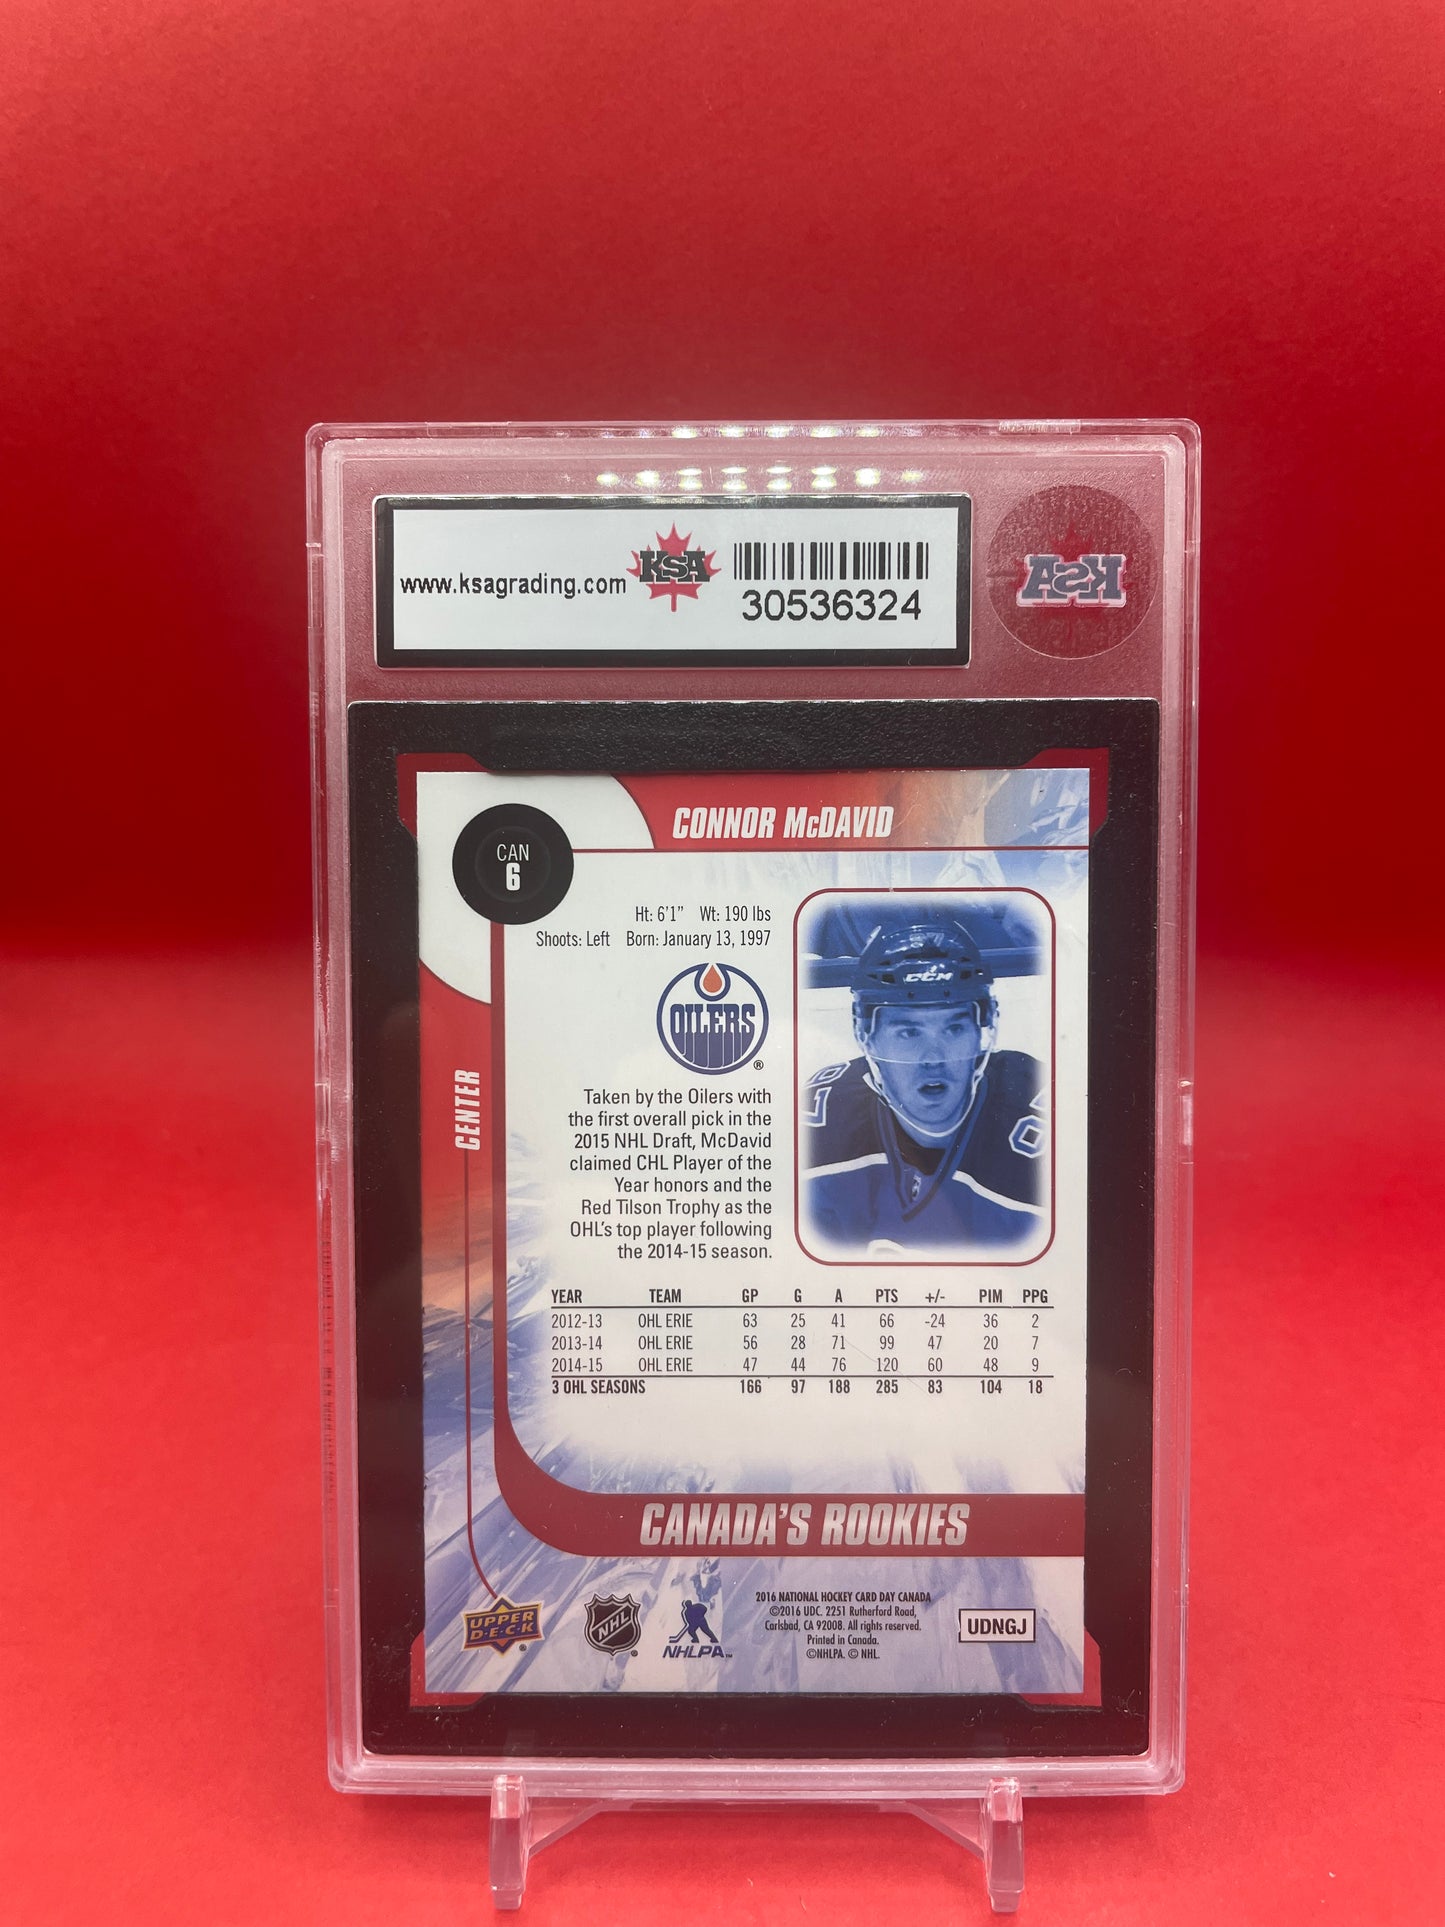 www.ksagrading.com
KSA
30536324
KSA
CONNOR McDAVID
CAN
6
Ht: 6'1" Wt: 190 lbs
Shoots: Left Born: January 13, 1997
OILERS
®
CCM
CENTER
Taken by the Oilers with
the first overall pick in the
2015 NHL Draft, McDavid
claimed CHL Player of the
Year honors and the
Red Tilson Trophy as the
OHL's top player following
the 2014-15 season.
YEAR TEAM GP G A PTS +/- PIM PPG
2012-13 OHL ERIE 63 25 41 66 -24 36 2
2013-14 OHL ERIE 56 28 71 99 47 20 7
2014-15 OHL ERIE 47 44 76 120 60 48 9
3 OHL SEASONS 166 97 188 285 83 104 18
CANADA'S ROOKIES
UPPER
D·E·C·K
®
NHL
®
NHLPA™
2016 NATIONAL HOCKEY CARD DAY CANADA
©2016 UDC. 2251 Rutherford Road,
Carlsbad, CA 92008. All rights reserved.
Printed in Canada.
©NHLPA. © NHL.
UDNGJ